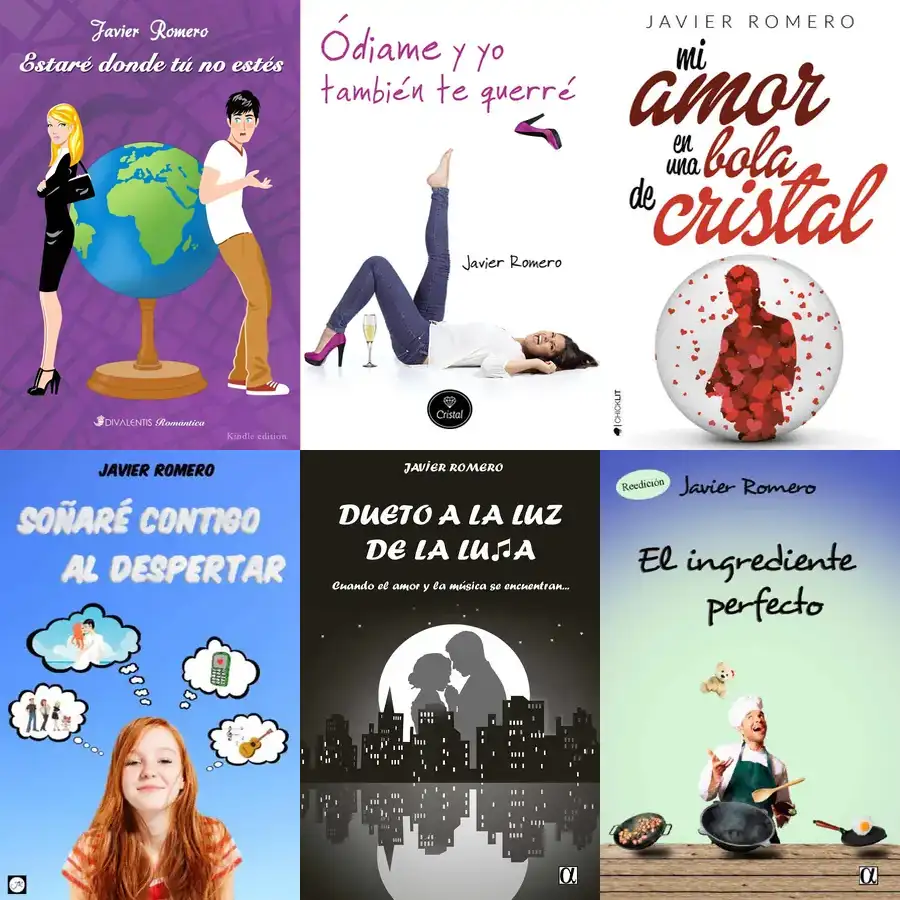 Javier Romero
Estaré donde tú no estés
DIVALENTIS Romántica
Kindle edition
Ódiame y yo
también te querré
Javier Romero
Cristal
JAVIER ROMERO
mi
amor
en
una bola
de
cristal
CHICKLIT
JAVIER ROMERO
SOÑARÉ CONTIGO
AL DESPERTAR
JAVIER ROMERO
DUETO A LA LUZ
DE LA LU♫A
Cuando el amor y la música se encuentran...
α
Reedición
Javier Romero
El ingrediente
perfecto
α